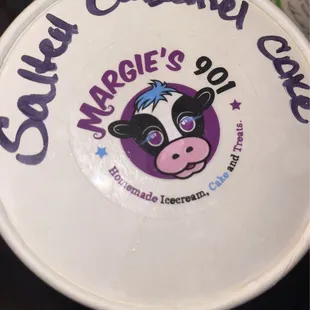 Salted Caramel Cake
MARGIE'S 901
Homemade Icecream, Cake and Treats.